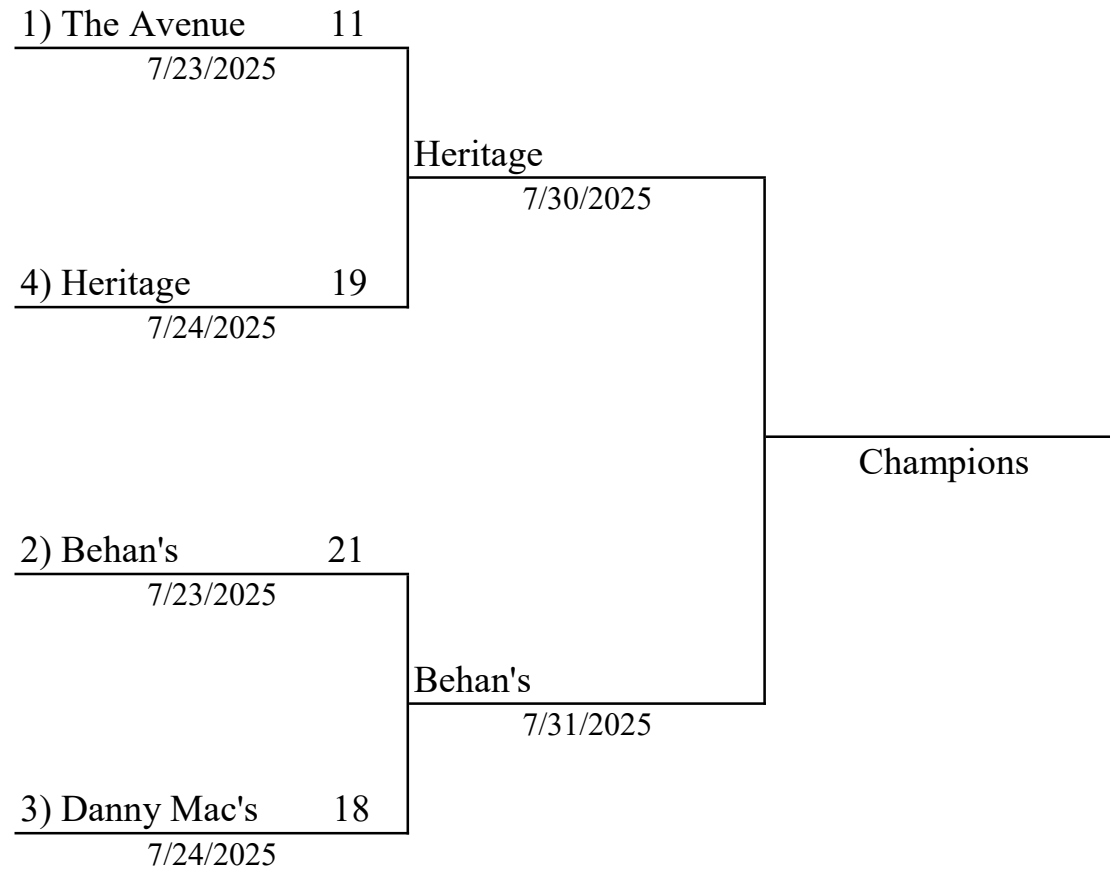 1) The Avenue 11
7/23/2025
Heritage
7/30/2025
4) Heritage 19
7/24/2025
Champions
2) Behan's 21
7/23/2025
Behan's
7/31/2025
3) Danny Mac's 18
7/24/2025